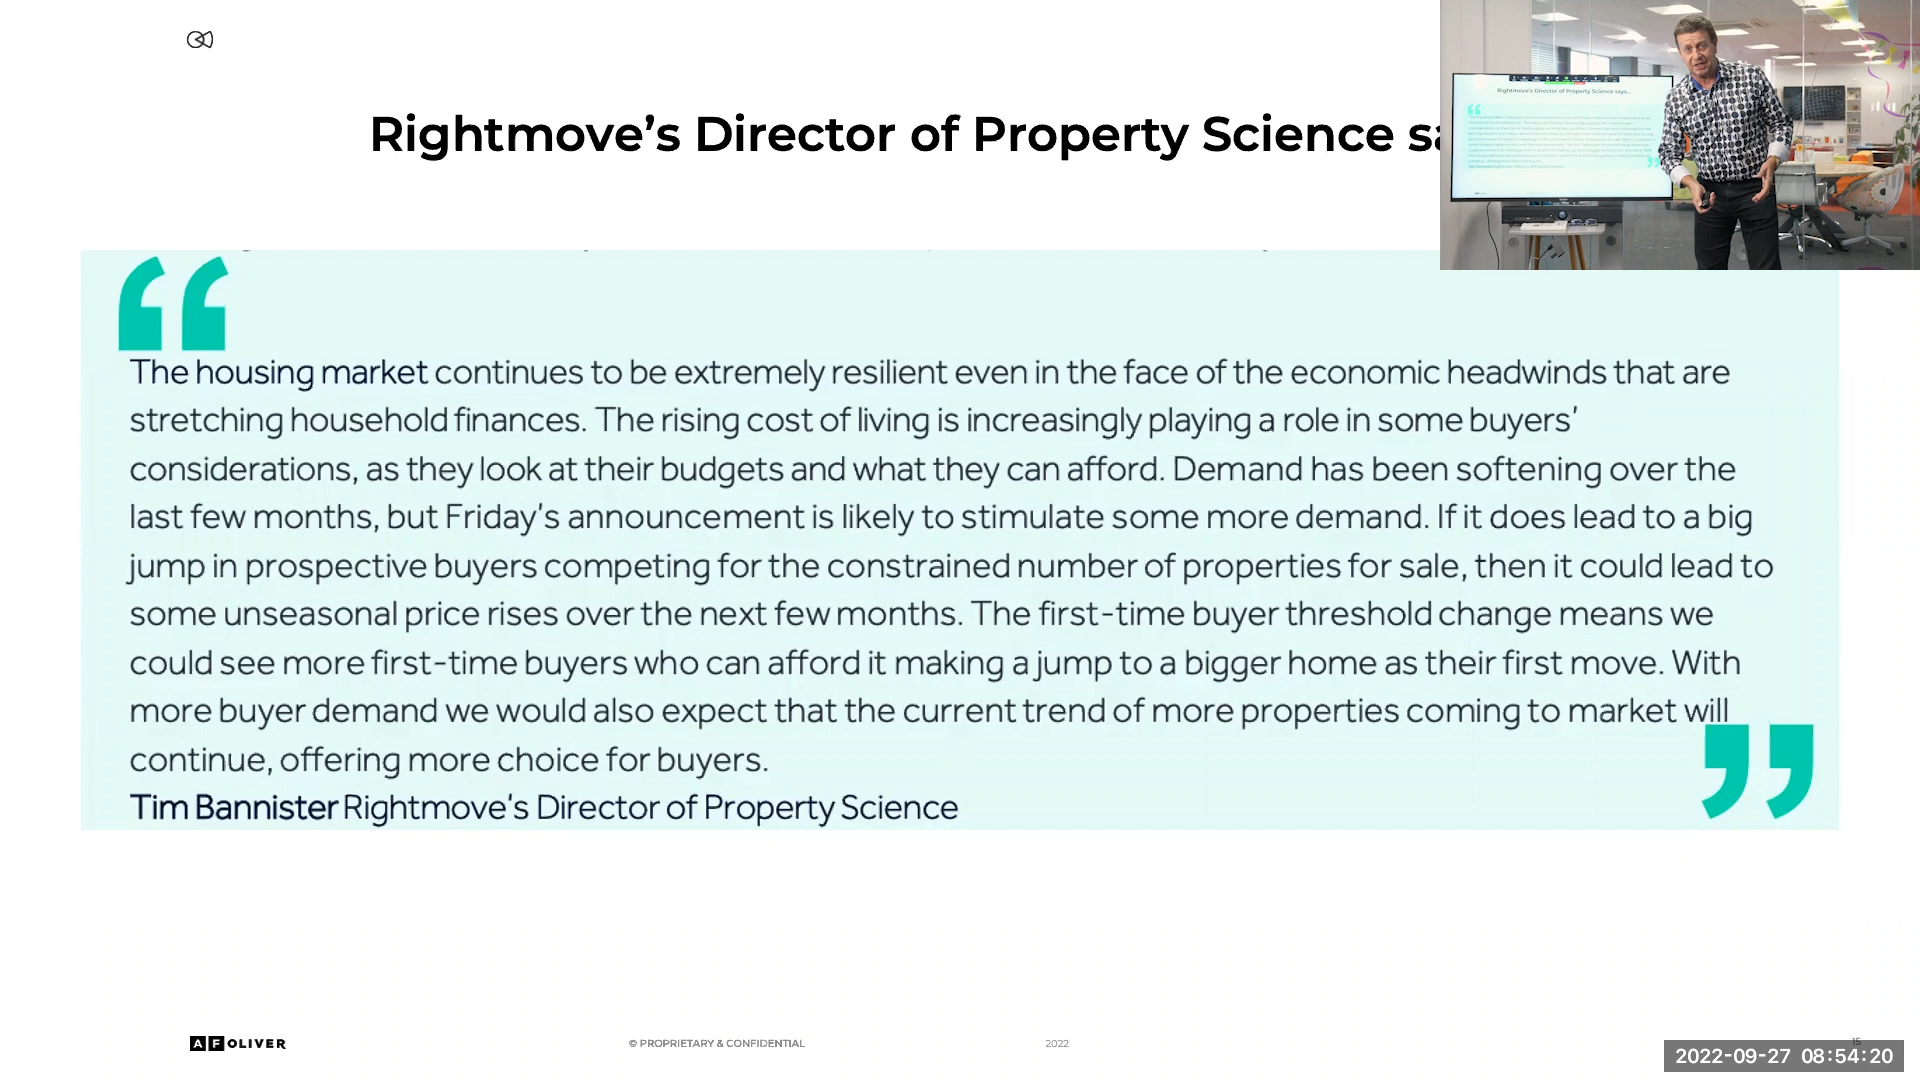 Rightmove's Director of Property Science
Rightmove's Director of Property Science says...
The housing market continues to be extremely resilient even in the face of the economic headwinds that are
stretching household finances. The rising cost of living is increasingly playing a role in some buyers'
considerations, as they look at their budgets and what they can afford. Demand has been softening over the
last few months, but Friday's announcement is likely to stimulate some more demand. If it does lead to a big
jump in prospective buyers competing for the constrained number of properties for sale, then it could lead to
some unseasonal price rises over the next few months. The first-time buyer threshold change means we
could see more first-time buyers who can afford it making a jump to a bigger home as their first move. With
more buyer demand we would also expect that the current trend of more properties coming to market will
continue, offering more choice for buyers.
Tim Bannister Rightmove's Director of Property Science
AF OLIVER
© PROPRIETARY & CONFIDENTIAL
2022
15
2022-09-27 08:54:20